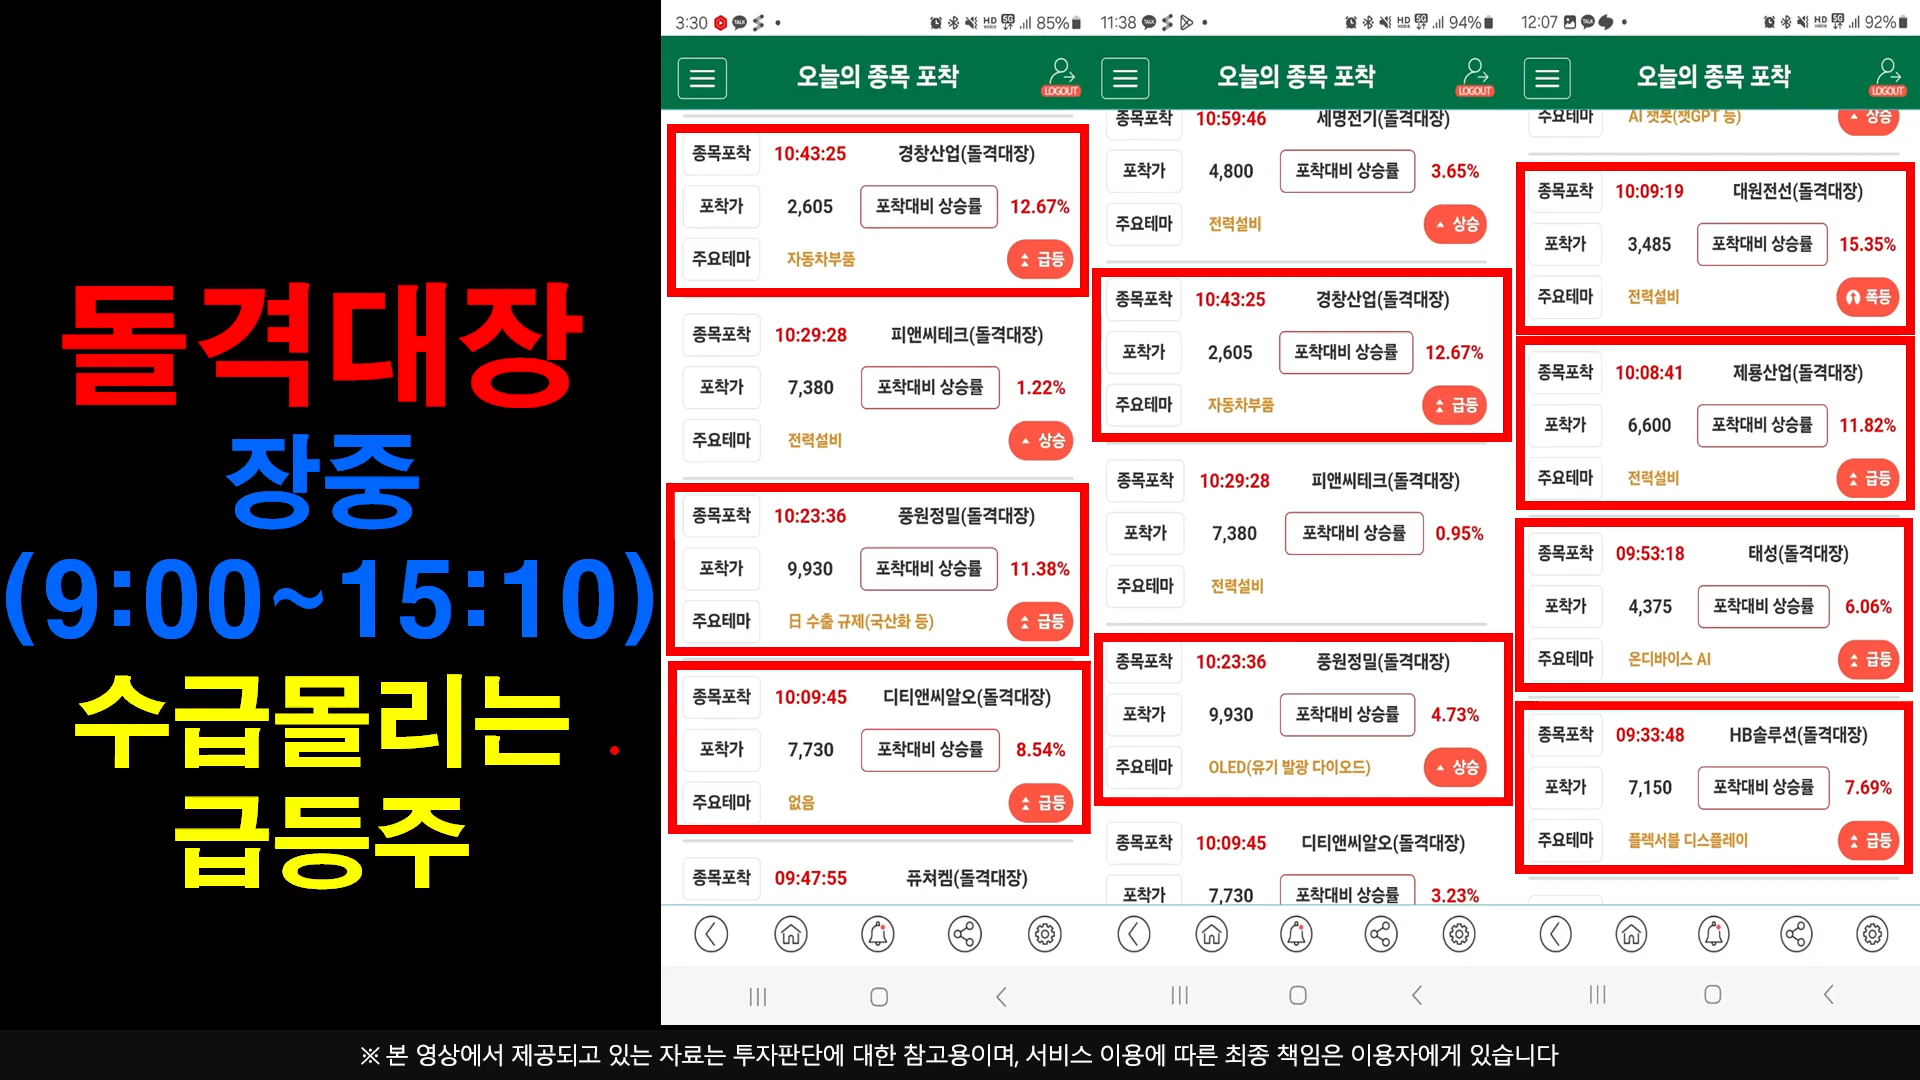 돌격대장
장중
(9:00~15:10)
수급몰리는
급등주
3:30
85%
오늘의 종목 포착
LOGOUT
종목포착 10:43:25 경창산업(돌격대장)
포착가 2,605 포착대비 상승률 12.67%
주요테마 자동차부품 급등
종목포착 10:29:28 피앤씨테크(돌격대장)
포착가 7,380 포착대비 상승률 1.22%
주요테마 전력설비 상승
종목포착 10:23:36 풍원정밀(돌격대장)
포착가 9,930 포착대비 상승률 11.38%
주요테마 日 수출 규제(국산화 등) 급등
종목포착 10:09:45 디티앤씨알오(돌격대장)
포착가 7,730 포착대비 상승률 8.54%
주요테마 없음 급등
종목포착 09:47:55 퓨쳐켐(돌격대장)
11:38
94%
오늘의 종목 포착
LOGOUT
종목포착 10:59:46 세명전기(돌격대장)
포착가 4,800 포착대비 상승률 3.65%
주요테마 전력설비 상승
종목포착 10:43:25 경창산업(돌격대장)
포착가 2,605 포착대비 상승률 12.67%
주요테마 자동차부품 급등
종목포착 10:29:28 피앤씨테크(돌격대장)
포착가 7,380 포착대비 상승률 0.95%
주요테마 전력설비
종목포착 10:23:36 풍원정밀(돌격대장)
포착가 9,930 포착대비 상승률 4.73%
주요테마 OLED(유기 발광 다이오드) 상승
종목포착 10:09:45 디티앤씨알오(돌격대장)
포착가 7,730 포착대비 상승률 3.23%
12:07
92%
오늘의 종목 포착
LOGOUT
주요테마 AI 챗봇(챗GPT 등) 상승
종목포착 10:09:19 대원전선(돌격대장)
포착가 3,485 포착대비 상승률 15.35%
주요테마 전력설비 폭등
종목포착 10:08:41 제룡산업(돌격대장)
포착가 6,600 포착대비 상승률 11.82%
주요테마 전력설비 급등
종목포착 09:53:18 태성(돌격대장)
포착가 4,375 포착대비 상승률 6.06%
주요테마 온디바이스 AI 급등
종목포착 09:33:48 HB솔루션(돌격대장)
포착가 7,150 포착대비 상승률 7.69%
주요테마 플렉서블 디스플레이 급등
※ 본 영상에서 제공되고 있는 자료는 투자판단에 대한 참고용이며, 서비스 이용에 따른 최종 책임은 이용자에게 있습니다